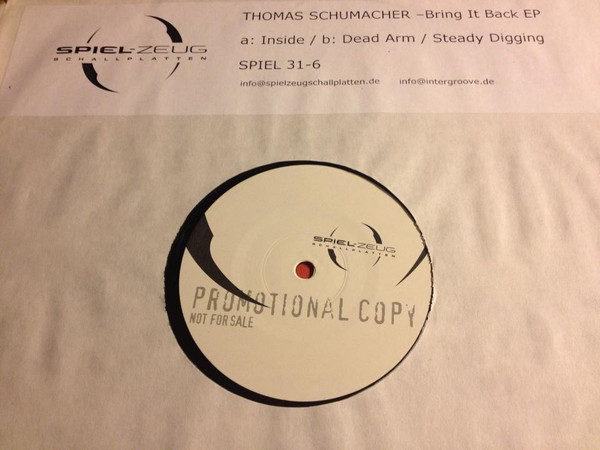 SPIEL-ZEUG
SCHALLPLATTEN
THOMAS SCHUMACHER –Bring It Back EP
a: Inside / b: Dead Arm / Steady Digging
SPIEL 31-6
info@spielzeugschallplatten.de info@intergroove.de
SPIEL-ZEUG
SCHALLPLATTEN
PROMOTIONAL COPY
NOT FOR SALE